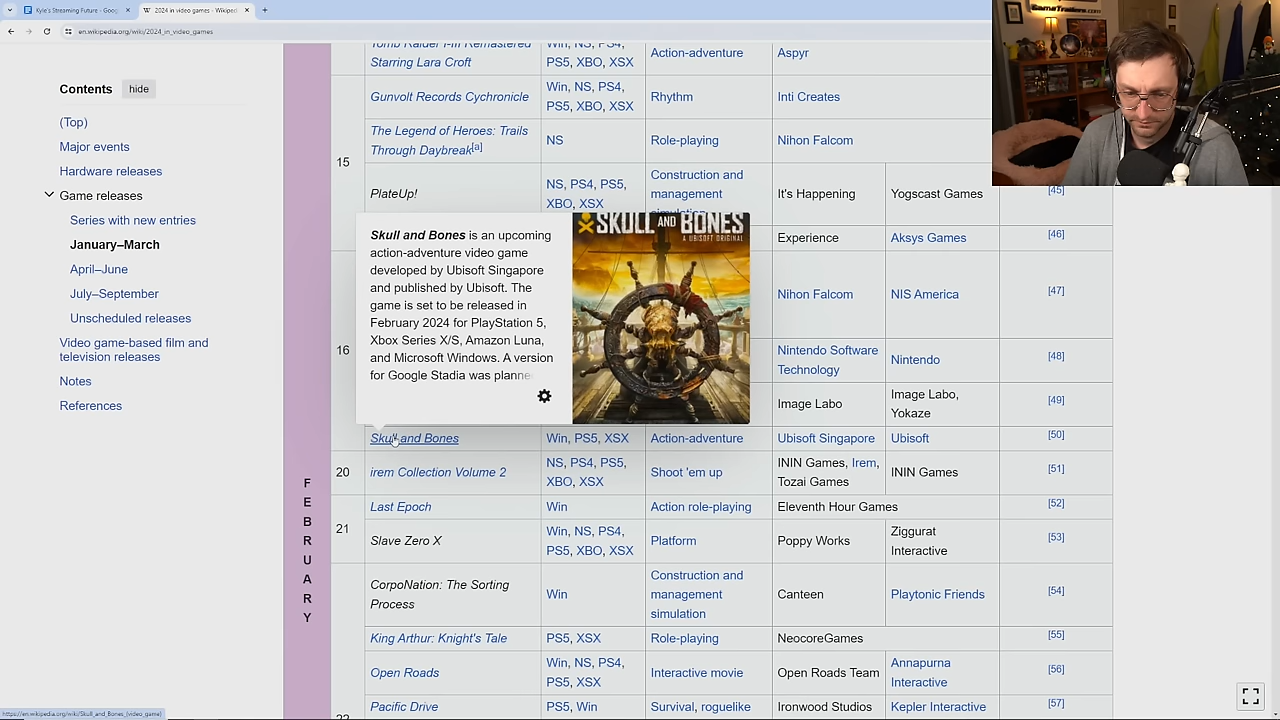 Kyle's Streaming Future - Goo
2024 in video games - Wikiped
en.wikipedia.org/wiki/2024_in_video_games
GameTrailers.com
Contents
hide
(Top)
Major events
Hardware releases
Game releases
Series with new entries
January–March
April–June
July–September
Unscheduled releases
Video game-based film and
television releases
Notes
References
FEBRUARY
Tomb Raider I–III Remastered
Starring Lara Croft
Win, NS, PS4,
PS5, XBO, XSX
Action-adventure
Aspyr
Gunvolt Records Cychronicle
Win, NS, PS4,
PS5, XBO, XSX
Rhythm
Inti Creates
15
The Legend of Heroes: Trails
Through Daybreak[a]
NS
Role-playing
Nihon Falcom
PlateUp!
NS, PS4, PS5,
XBO, XSX
Construction and
management
simulation
It's Happening
Yogscast Games
[45]
Experience
Aksys Games
[46]
Skull and Bones is an upcoming
action-adventure video game
developed by Ubisoft Singapore
and published by Ubisoft. The
game is set to be released in
February 2024 for PlayStation 5,
Xbox Series X/S, Amazon Luna,
and Microsoft Windows. A version
for Google Stadia was planne
SKULL AND BONES
A UBISOFT ORIGINAL
16
Nihon Falcom
NIS America
[47]
Nintendo Software
Technology
Nintendo
[48]
Image Labo
Image Labo,
Yokaze
[49]
Skull and Bones
Win, PS5, XSX
Action-adventure
Ubisoft Singapore
Ubisoft
[50]
20
irem Collection Volume 2
NS, PS4, PS5,
XBO, XSX
Shoot 'em up
ININ Games, Irem,
Tozai Games
ININ Games
[51]
21
Last Epoch
Win
Action role-playing
Eleventh Hour Games
[52]
Slave Zero X
Win, NS, PS4,
PS5, XBO, XSX
Platform
Poppy Works
Ziggurat
Interactive
[53]
CorpoNation: The Sorting
Process
Win
Construction and
management
simulation
Canteen
Playtonic Friends
[54]
King Arthur: Knight's Tale
PS5, XSX
Role-playing
NeocoreGames
[55]
Open Roads
Win, NS, PS4,
PS5, XSX
Interactive movie
Open Roads Team
Annapurna
Interactive
[56]
22
Pacific Drive
PS5, Win
Survival, roguelike
Ironwood Studios
Kepler Interactive
[57]
https://en.wikipedia.org/wiki/Skull_and_Bones_(video_game)